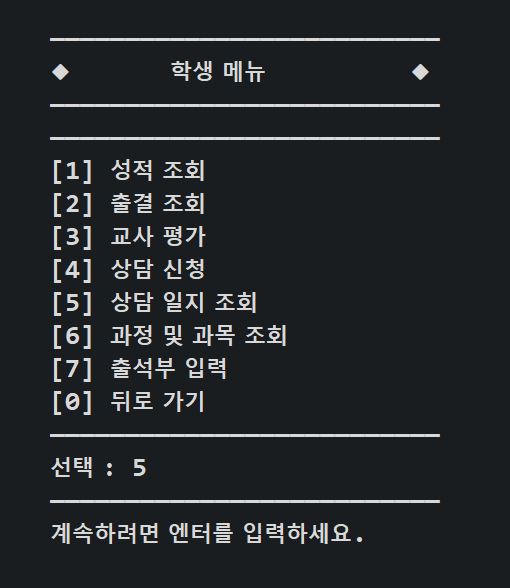 ◆ 학생 메뉴 ◆
[1] 성적 조회
[2] 출결 조회
[3] 교사 평가
[4] 상담 신청
[5] 상담 일지 조회
[6] 과정 및 과목 조회
[7] 출석부 입력
[0] 뒤로 가기
선택 : 5
계속하려면 엔터를 입력하세요.